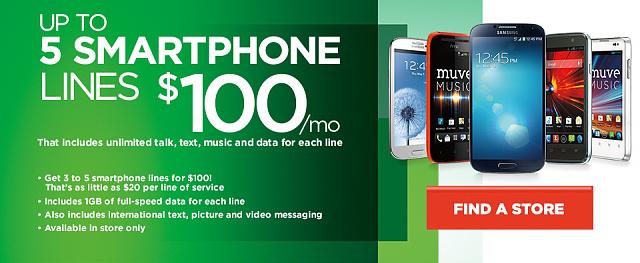 UP TO
5 SMARTPHONE
LINES $100/mo
That includes unlimited talk, text, music and data for each line
• Get 3 to 5 smartphone lines for $100!
That's as little as $20 per line of service
• Includes 1GB of full-speed data for each line
• Also includes international text, picture and video messaging
• Available in store only
SAMSUNG
12:45PM
muve
MUSIC
muve
MUSIC
FIND A STORE